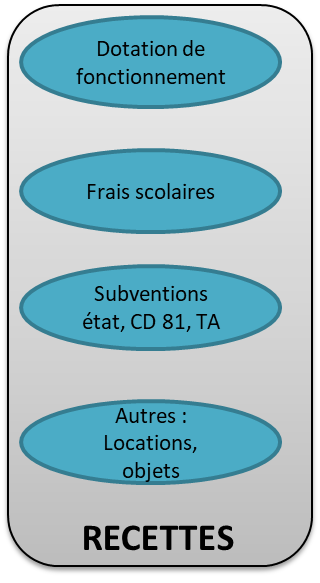 Dotation de
fonctionnement
Frais scolaires
Subventions
état, CD 81, TA
Autres :
Locations,
objets
RECETTES